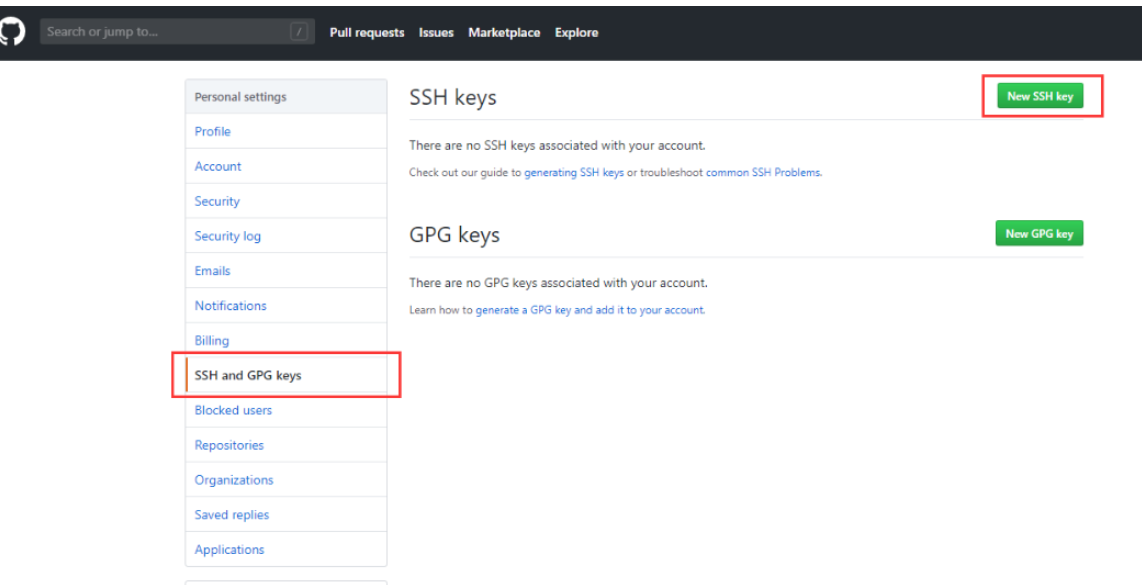 Search or jump to... /
Pull requests Issues Marketplace Explore
Personal settings
Profile
Account
Security
Security log
Emails
Notifications
Billing
SSH and GPG keys
Blocked users
Repositories
Organizations
Saved replies
Applications
SSH keys
New SSH key
There are no SSH keys associated with your account.
Check out our guide to generating SSH keys or troubleshoot common SSH Problems.
GPG keys
New GPG key
There are no GPG keys associated with your account.
Learn how to generate a GPG key and add it to your account.